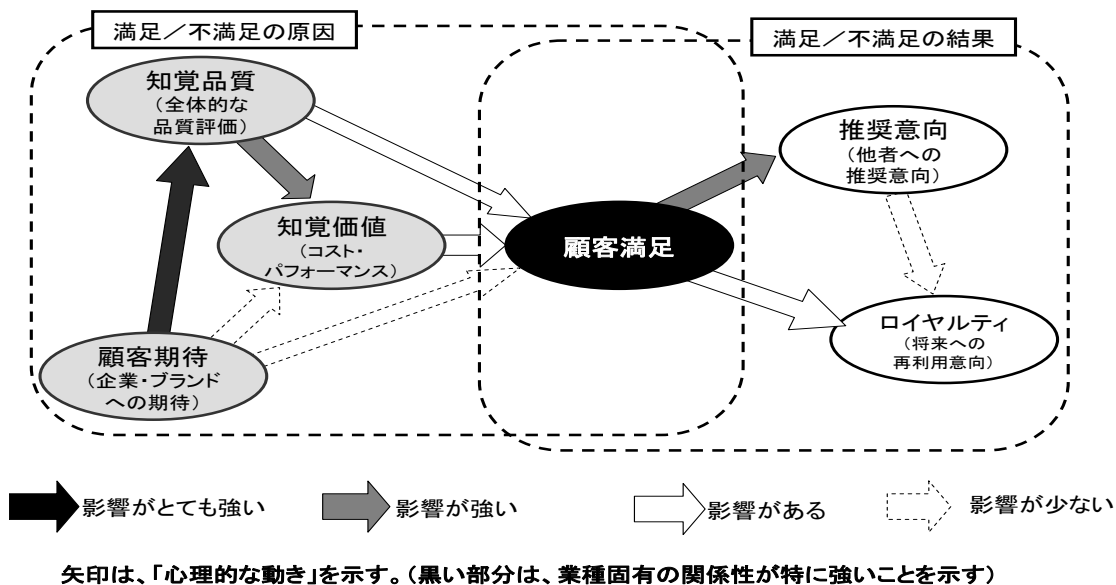 満足／不満足の原因
満足／不満足の結果
知覚品質
（全体的な
品質評価）
推奨意向
（他者への
推奨意向）
知覚価値
（コスト・
パフォーマンス）
顧客満足
顧客期待
（企業・ブランド
への期待）
ロイヤルティ
（将来への
再利用意向）
影響がとても強い
影響が強い
影響がある
影響が少ない
矢印は、「心理的な動き」を示す。（黒い部分は、業種固有の関係性が特に強いことを示す）